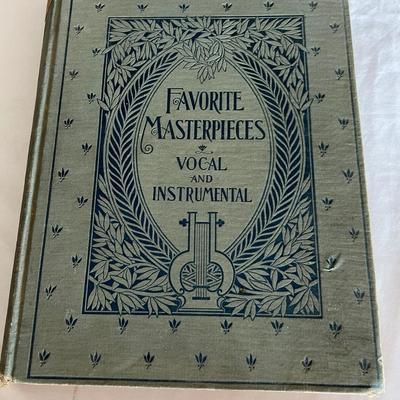 FAVORITE
MASTERPIECES
VOCAL
AND
INSTRUMENTAL